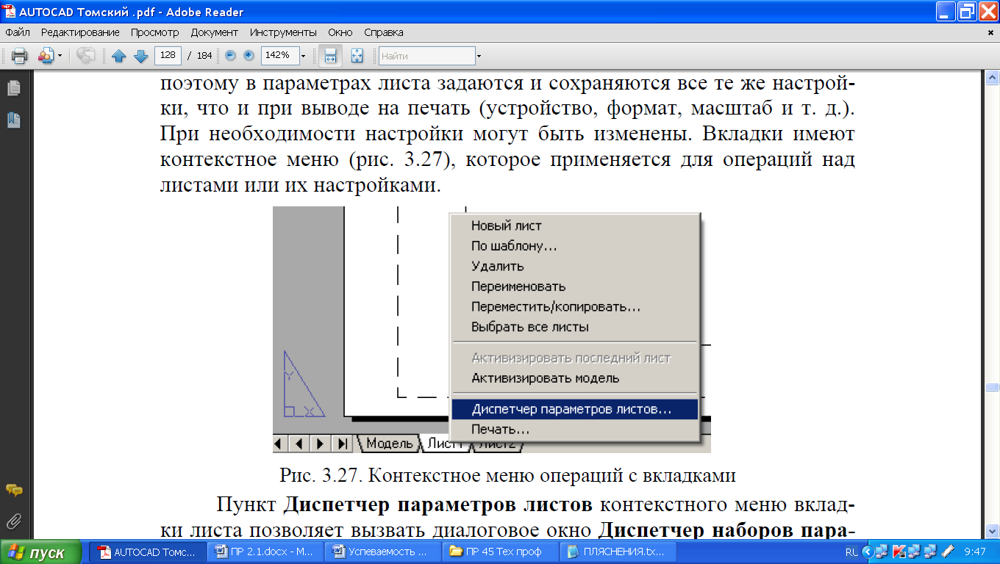 AUTOCAD Томский .pdf - Adobe Reader
Файл Редактирование Просмотр Документ Инструменты Окно Справка
128 / 184 142% Найти
поэтому в параметрах листа задаются и сохраняются все те же настрой-
ки, что и при выводе на печать (устройство, формат, масштаб и т. д.).
При необходимости настройки могут быть изменены. Вкладки имеют
контекстное меню (рис. 3.27), которое применяется для операций над
листами или их настройками.
Новый лист
По шаблону...
Удалить
Переименовать
Переместить/копировать...
Выбрать все листы
Активизировать последний лист
Активизировать модель
Диспетчер параметров листов...
Печать...
Y
X
Модель Лист1 Лист2
Рис. 3.27. Контекстное меню операций с вкладками
Пункт Диспетчер параметров листов контекстного меню вклад-
ки листа позволяет вызвать диалоговое окно Диспетчер наборов пара-
пуск AUTOCAD Томс... ПР 2.1.docx - M... Успеваемость ... ПР 45 Тех проф ПЛЯСНЕНИЯ.tx... RU 9:47